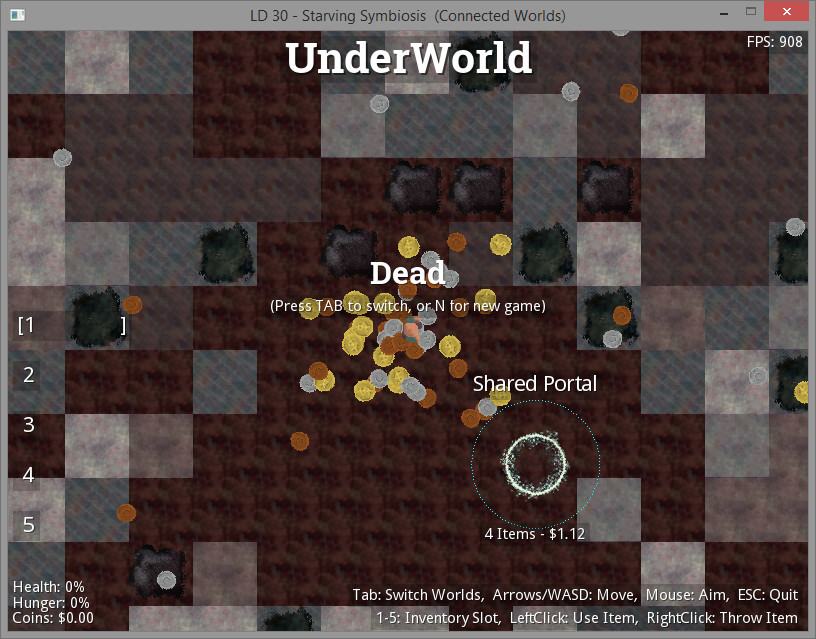 LD 30 - Starving Symbiosis (Connected Worlds)
FPS: 908
UnderWorld
Dead
(Press TAB to switch, or N for new game)
[1 ]
2
Shared Portal
3
4
5
4 Items - $1.12
Health: 0%
Hunger: 0%
Coins: $0.00
Tab: Switch Worlds, Arrows/WASD: Move, Mouse: Aim, ESC: Quit
1-5: Inventory Slot, LeftClick: Use Item, RightClick: Throw Item